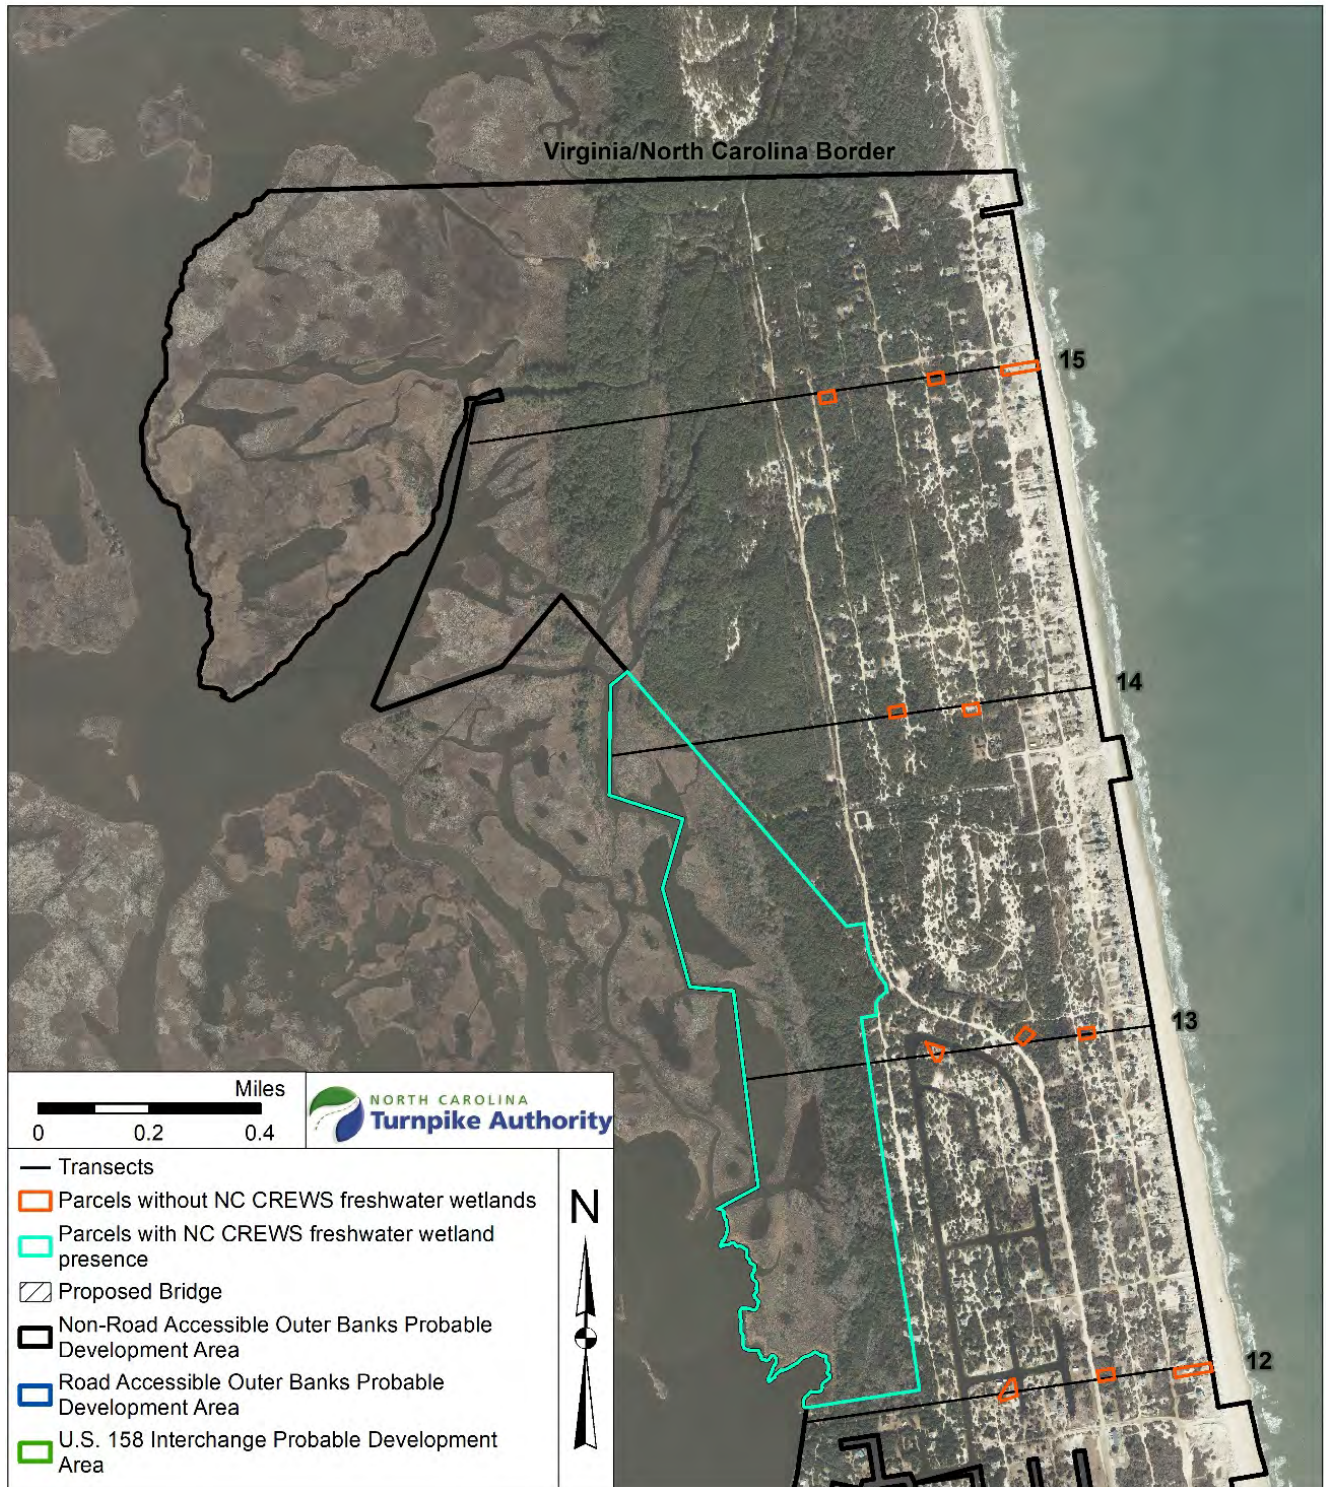 Virginia/North Carolina Border
15
14
13
12
Miles
0 0.2 0.4
NORTH CAROLINA
Turnpike Authority
Transects
Parcels without NC CREWS freshwater wetlands
Parcels with NC CREWS freshwater wetland
presence
Proposed Bridge
Non-Road Accessible Outer Banks Probable
Development Area
Road Accessible Outer Banks Probable
Development Area
U.S. 158 Interchange Probable Development
Area
N